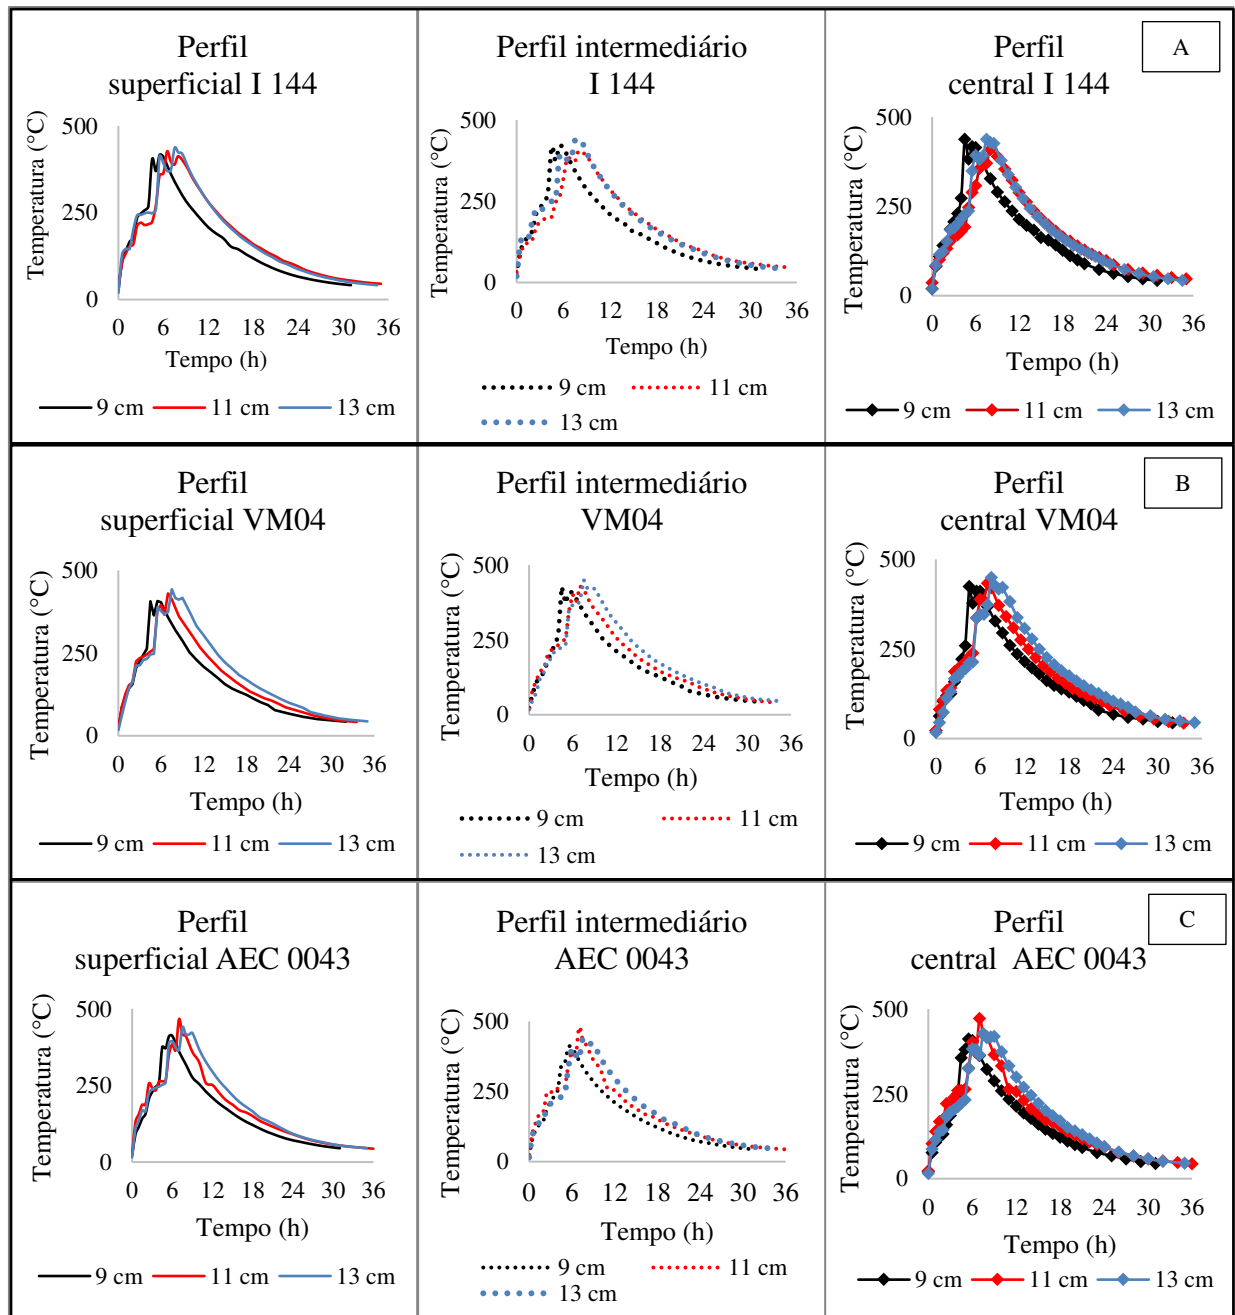 Perfil
superficial I 144
Temperatura (°C)
500
250
0
0 6 12 18 24 30 36
Tempo (h)
9 cm 11 cm 13 cm
Perfil intermediário
I 144
Temperatura (°C)
500
250
0
0 6 12 18 24 30 36
Tempo (h)
9 cm 11 cm
13 cm
A
Perfil
central I 144
Temperatura (°C)
500
250
0
0 6 12 18 24 30 36
Tempo (h)
9 cm 11 cm 13 cm
Perfil
superficial VM04
Temperatura (°C)
500
250
0
0 6 12 18 24 30 36
Tempo (h)
9 cm 11 cm 13 cm
Perfil intermediário
VM04
Temperatura (°C)
500
250
0
0 6 12 18 24 30 36
Tempo (h)
9 cm 11 cm
13 cm
B
Perfil
central VM04
Temperatura (°C)
500
250
0
0 6 12 18 24 30 36
Tempo (h)
9 cm 11 cm 13 cm
Perfil
superficial AEC 0043
Temperatura (°C)
500
250
0
0 6 12 18 24 30 36
Tempo (h)
9 cm 11 cm 13 cm
Perfil intermediário
AEC 0043
Temperatura (°C)
500
250
0
0 6 12 18 24 30 36
Tempo (h)
9 cm 11 cm
13 cm
C
Perfil
central AEC 0043
Temperatura (°C)
500
250
0
0 6 12 18 24 30 36
Tempo (h)
9 cm 11 cm 13 cm